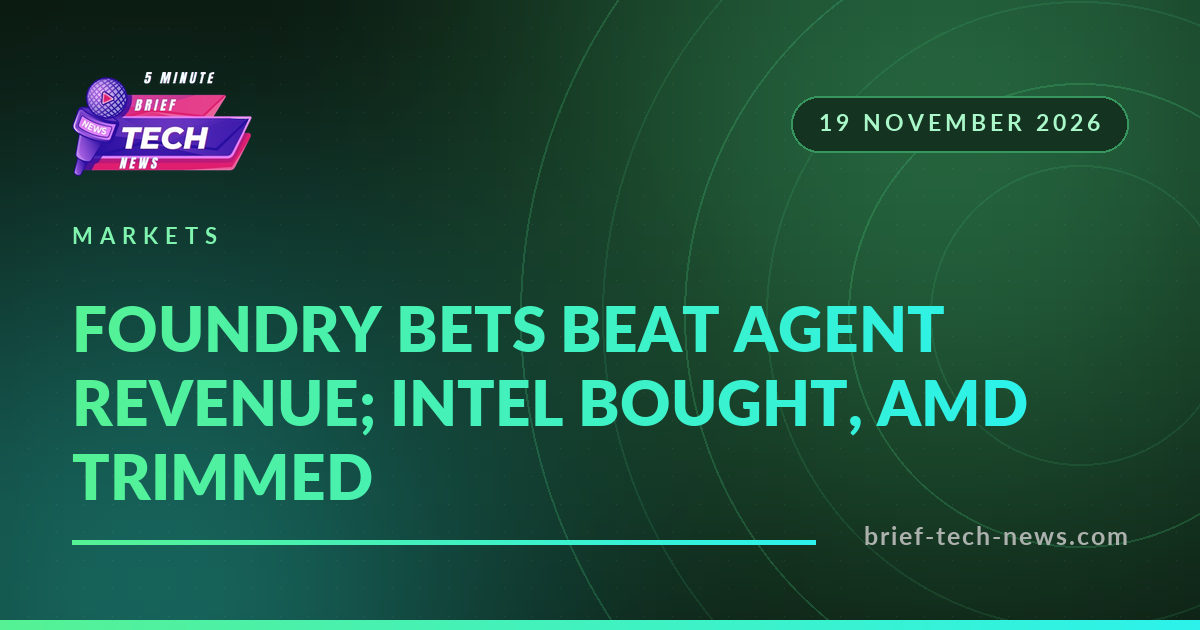 5 MINUTE
BRIEF
NEWS
TECH
NEWS
19 NOVEMBER 2026
MARKETS
FOUNDRY BETS BEAT AGENT
REVENUE; INTEL BOUGHT, AMD
TRIMMED
brief-tech-news.com